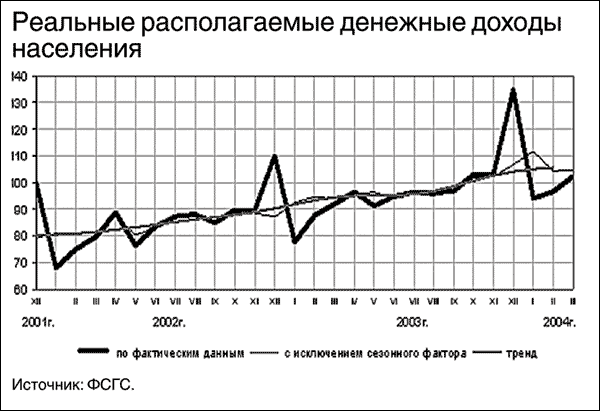 Реальные располагаемые денежные доходы
населения
140
130
120
110
100
90
80
70
60
XII II III IV V VI VII VIII IX X XI XII I II III IV V VI VII VIII IX X XI XII I II III
2001г. 2002г. 2003г. 2004г.
по фактическим данным с исключением сезонного фактора тренд
Источник: ФСГС.